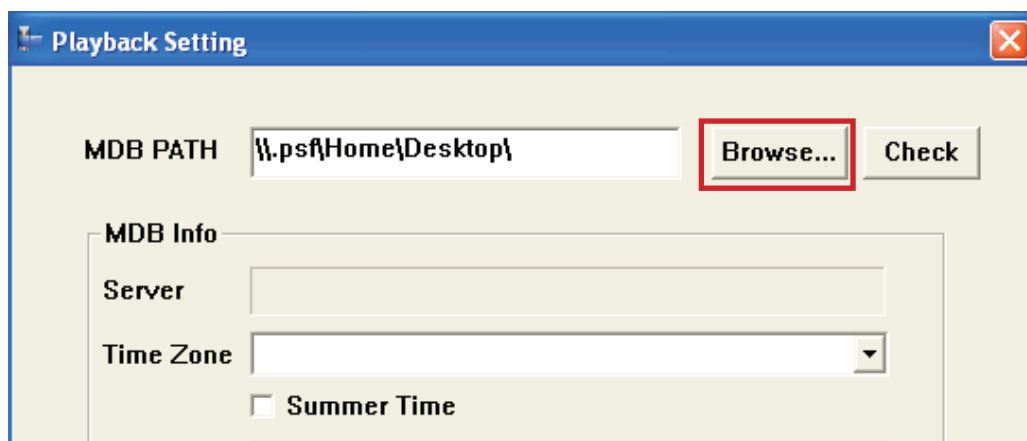 Playback Setting
MDB PATH \\.psf\Home\Desktop\ Browse... Check
MDB Info
Server
Time Zone
Summer Time